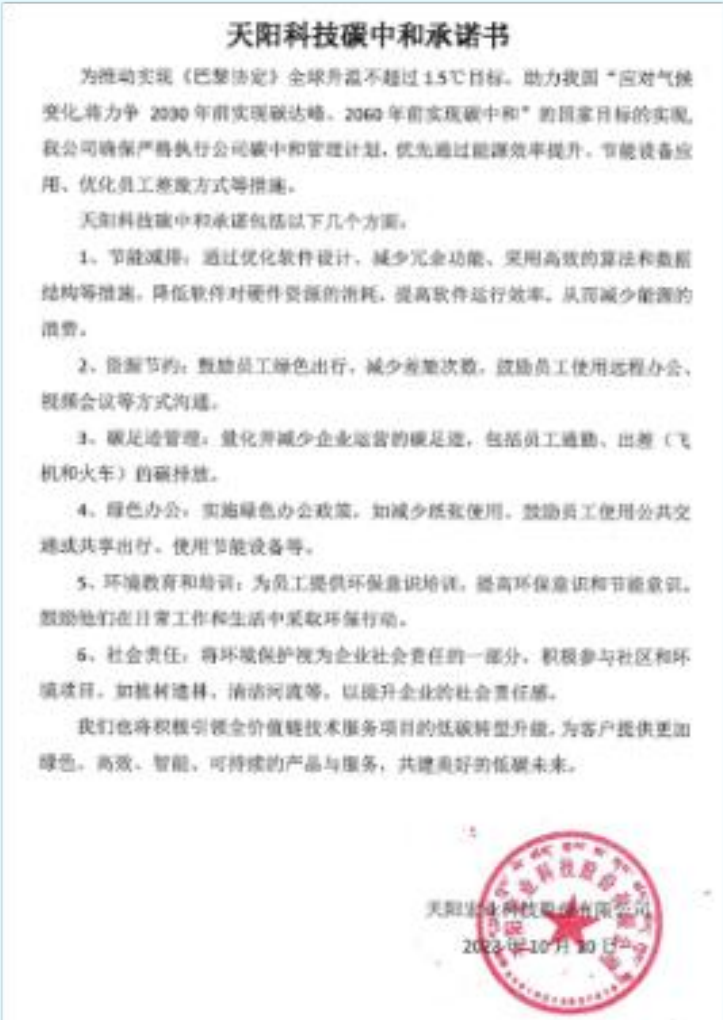 天阳科技碳中和承诺书
为推动实现《巴黎协定》全球升温不超过 1.5℃目标，助力我国“应对气候
变化,将力争 2030 年前实现碳达峰、2060 年前实现碳中和”的国家目标的实现,
我公司确保严格执行公司碳中和管理计划，优先通过能源效率提升、节能设备应
用、优化员工差旅方式等措施。
天阳科技碳中和承诺包括以下几个方面。
1、节能减排：通过优化软件设计、减少冗余功能、采用高效的算法和数据
结构等措施，降低软件对硬件资源的消耗，提高软件运行效率，从而减少能源的
消费。
2、资源节约：鼓励员工绿色出行，减少差旅次数，鼓励员工使用远程办公、
视频会议等方式沟通。
3、碳足迹管理：量化并减少企业运营的碳足迹，包括员工通勤、出差（飞
机和火车）的碳排放。
4、绿色办公：实施绿色办公政策，如减少纸张使用、鼓励员工使用公共交
通或共享出行、使用节能设备等。
5、环境教育和培训：为员工提供环保意识培训，提高环保意识和节能意识，
鼓励他们在日常工作和生活中采取环保行动。
6、社会责任：将环境保护视为企业社会责任的一部分，积极参与社区和环
境项目，如植树造林、清洁河流等，以提升企业的社会责任感。
我们也将积极引领全价值链技术服务项目的低碳转型升级，为客户提供更加
绿色、高效、智能、可持续的产品与服务，共建美好的低碳未来。
天阳宏业科技股份有限公司
2023 年 10 月 10 日